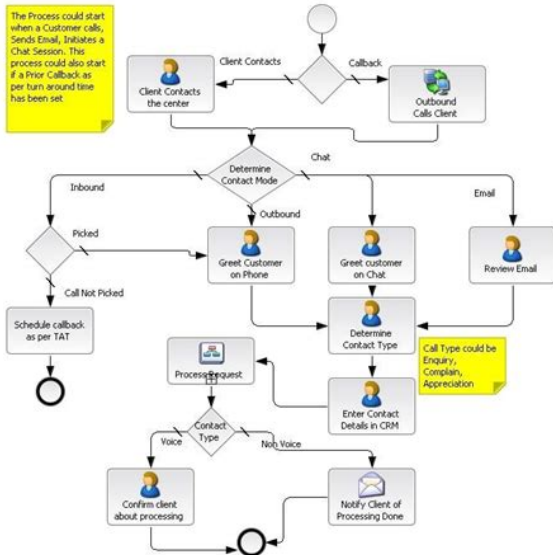 The Process could start
when a Customer calls,
Sends Email, Initiates a
Chat Session. This
process could also start
if a Prior Callback as
per turn around time
has been set
Client Contacts
Callback
Client Contacts
the center
Outbound
Calls Client
Determine
Contact Mode
Inbound
Chat
Email
Outbound
Picked
Greet Customer
on Phone
Greet customer
on Chat
Review Email
Call Not Picked
Schedule callback
as per TAT
Determine
Contact Type
Call Type could be
Enquiry,
Complain,
Appreciation
Process Request
Enter Contact
Details in CRM
Contact
Type
Voice
Non Voice
Confirm client
about processing
Notify Client of
Processing Done